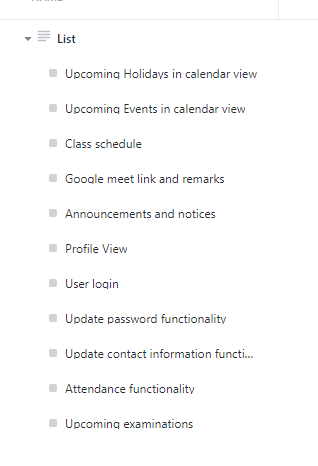 List
Upcoming Holidays in calendar view
Upcoming Events in calendar view
Class schedule
Google meet link and remarks
Announcements and notices
Profile View
User login
Update password functionality
Update contact information functi...
Attendance functionality
Upcoming examinations